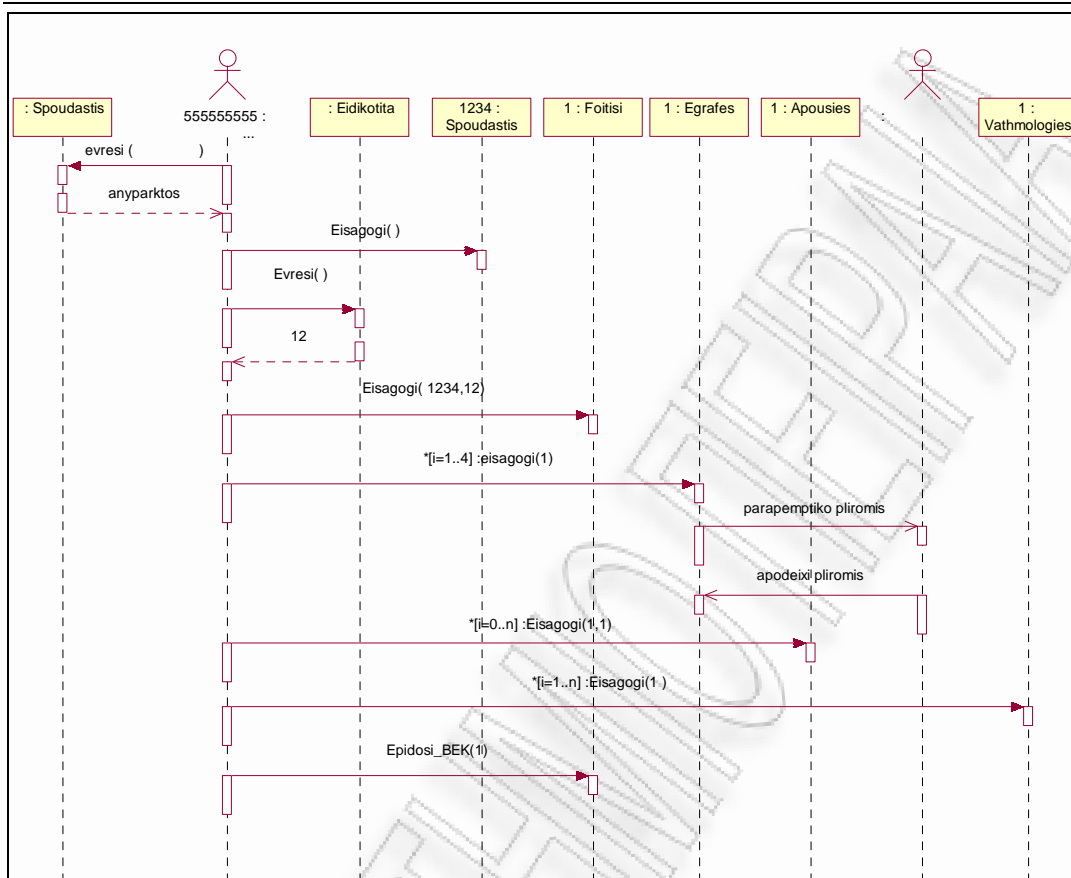 : Spoudastis
555555555 :
...
: Eidikotita
1234 :
Spoudastis
1 : Foitisi
1 : Egrafes
1 : Apousies
:
1 :
Vathmologies
evresi ( )
anyparktos
Eisagogi( )
Evresi( )
12
Eisagogi( 1234,12)
*[i=1..4] :eisagogi(1)
parapemptiko pliromis
apodeixi pliromis
*[i=0..n] :Eisagogi(1,1)
*[i=1..n] :Eisagogi(1 )
Epidosi_BEK(1)